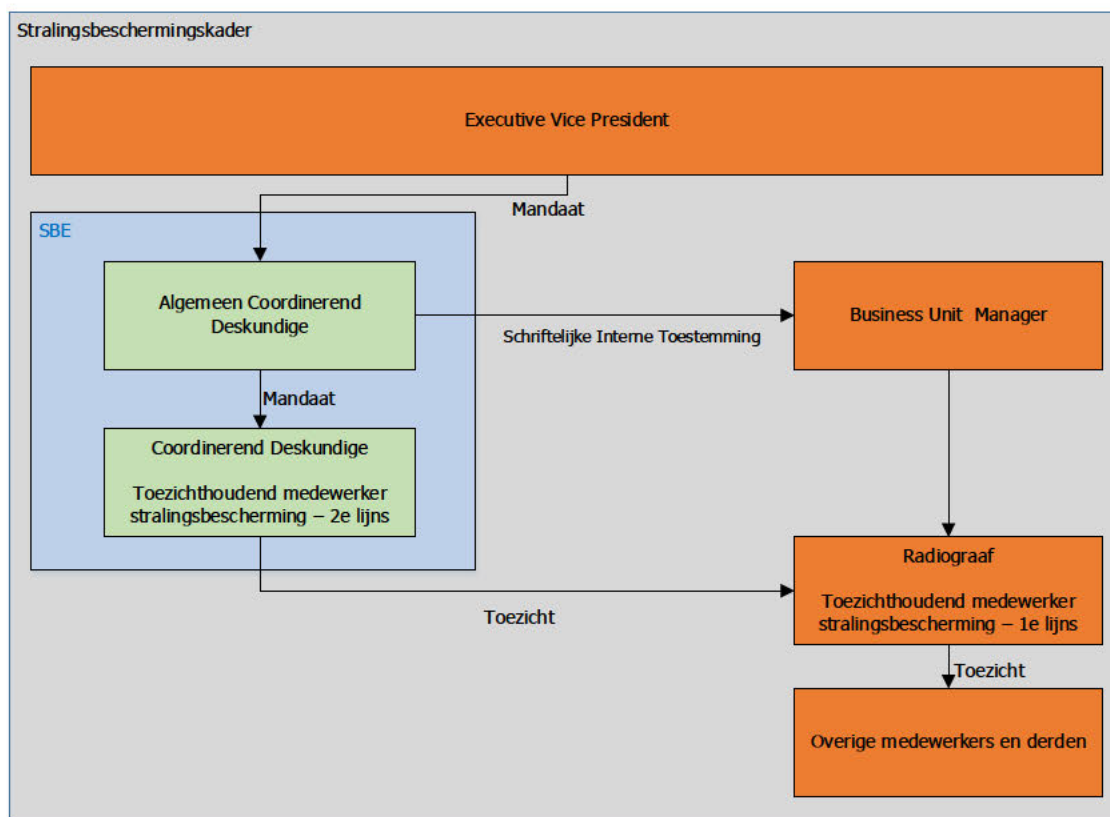 Stralingsbeschermingskader
Executive Vice President
Mandaat
SBE
Algemeen Coordinerend
Deskundige
Schriftelijke Interne Toestemming
Business Unit Manager
Mandaat
Coordinerend Deskundige
Toezichthoudend medewerker
stralingsbescherming – 2e lijns
Toezicht
Radiograaf
Toezichthoudend medewerker
stralingsbescherming – 1e lijns
Toezicht
Overige medewerkers en derden